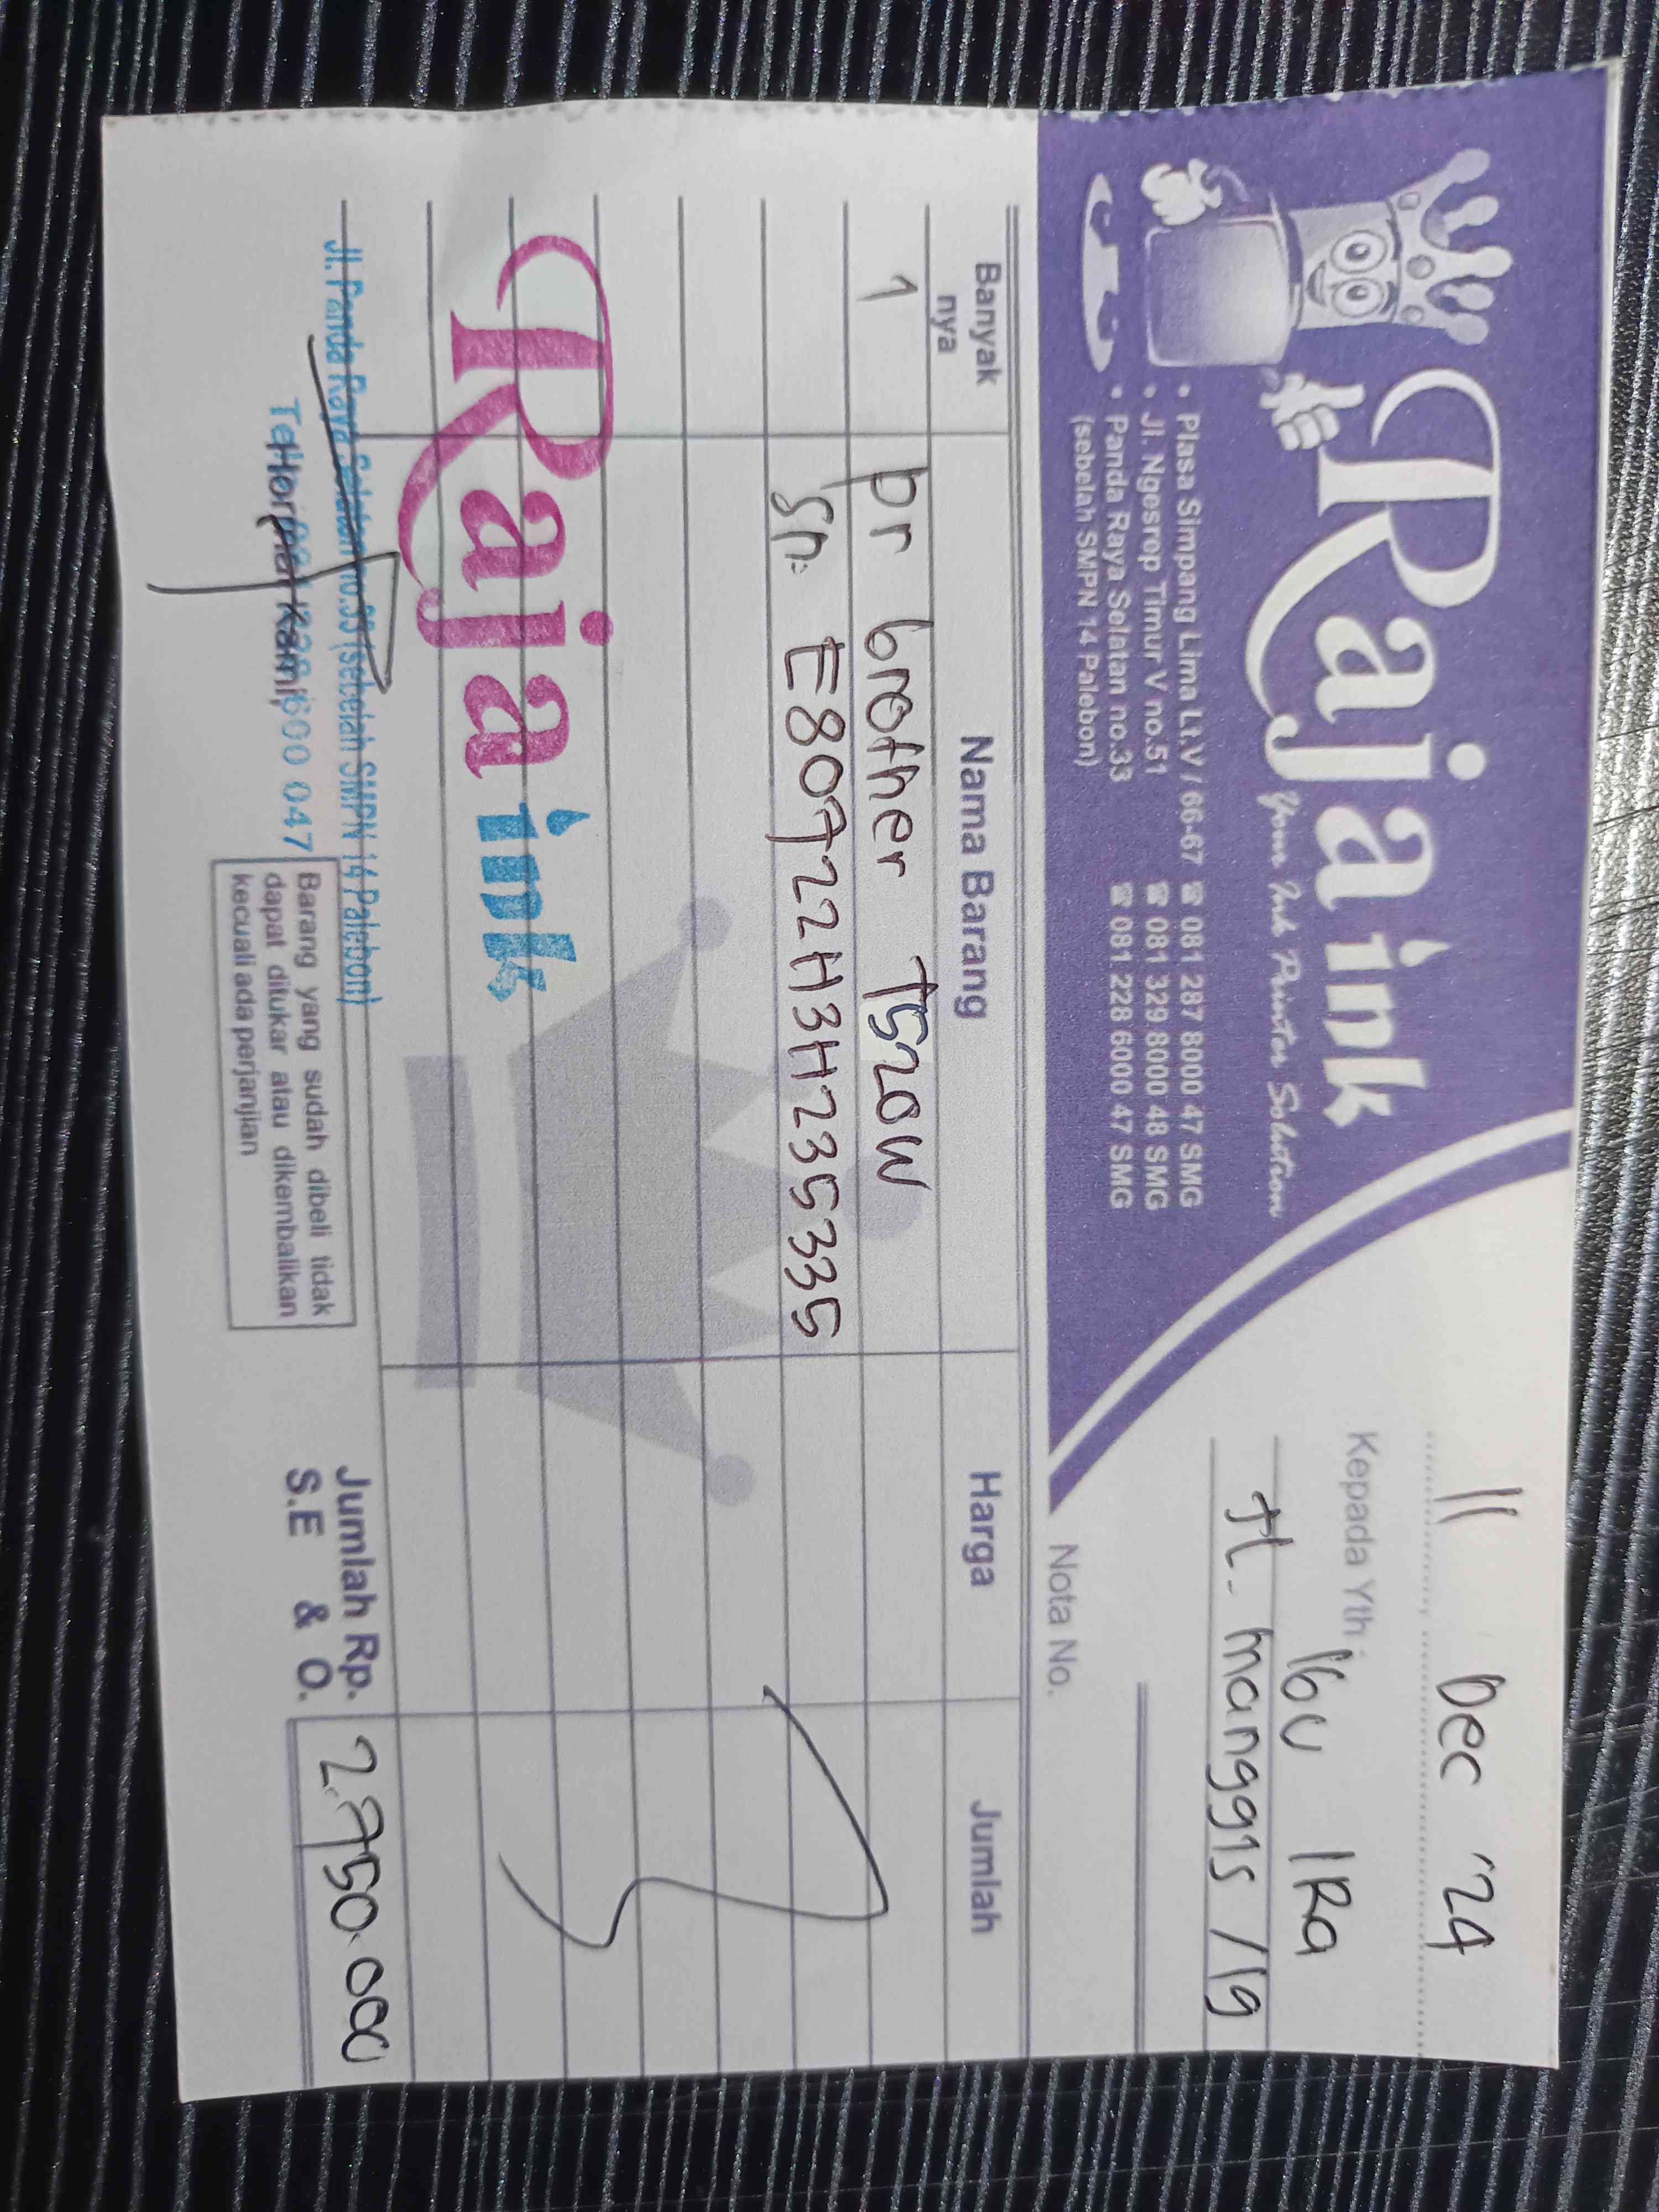 Raja ink
Your Ink Printer Solution
• Plasa Simpang Lima Lt.V / 66-67 ☎ 081 287 8000 47 SMG
• Jl. Ngesrep Timur V no.51 ☎ 081 329 8000 48 SMG
• Panda Raya Selatan no.33 ☎ 081 228 6000 47 SMG
(sebelah SMPN 14 Palebon)
11 Dec '24
Kepada Yth :
Ibu IRa
Jl. Manggis /19
Nota No.
Banyak nya Nama Barang Harga Jumlah
1 pr brother T520W
Sn: E80722H3H235335
Raja ink
Jl. Panda Raya Selatan no.33 (sebelah SMPN 14 Palebon)
Hormat Kami,
Barang yang sudah dibeli tidak
dapat ditukar atau dikembalikan
kecuali ada perjanjian
Jumlah Rp. 2.750.000
S.E & O.